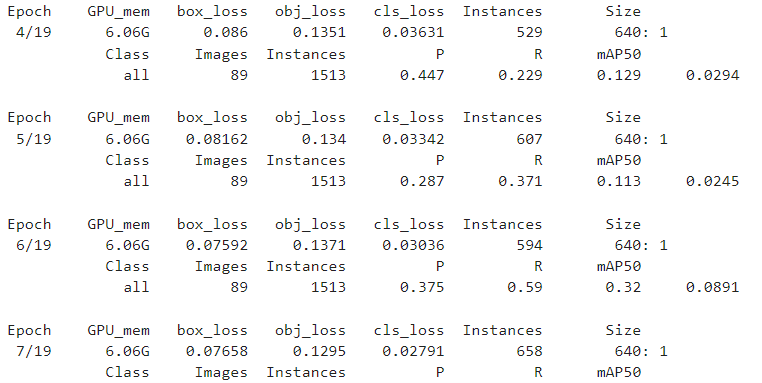 Epoch GPU_mem box_loss obj_loss cls_loss Instances Size
4/19 6.06G 0.086 0.1351 0.03631 529 640: 1
Class Images Instances P R mAP50
all 89 1513 0.447 0.229 0.129 0.0294
Epoch GPU_mem box_loss obj_loss cls_loss Instances Size
5/19 6.06G 0.08162 0.134 0.03342 607 640: 1
Class Images Instances P R mAP50
all 89 1513 0.287 0.371 0.113 0.0245
Epoch GPU_mem box_loss obj_loss cls_loss Instances Size
6/19 6.06G 0.07592 0.1371 0.03036 594 640: 1
Class Images Instances P R mAP50
all 89 1513 0.375 0.59 0.32 0.0891
Epoch GPU_mem box_loss obj_loss cls_loss Instances Size
7/19 6.06G 0.07658 0.1295 0.02791 658 640: 1
Class Images Instances P R mAP50